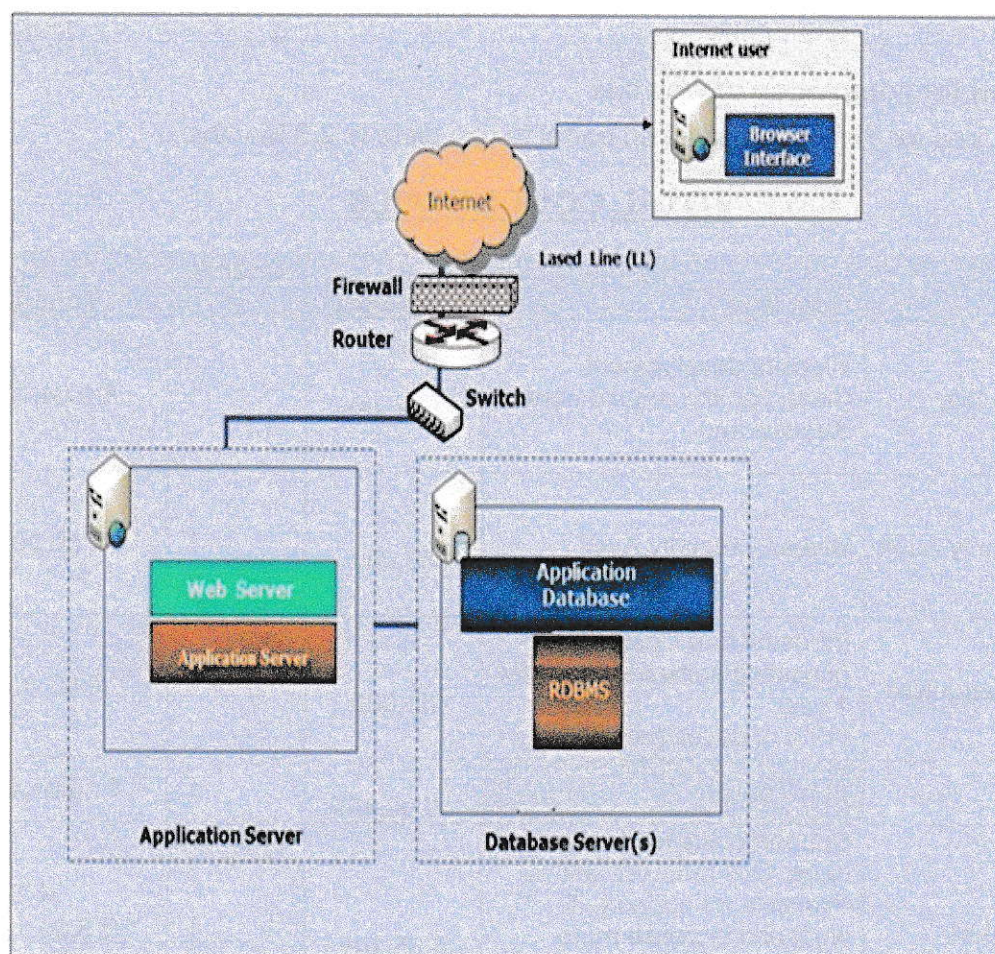 Internet user
Browser
Interface
Internet
Lased Line (LL)
Firewall
Router
Switch
Web Server
Application Server
Application
Database
RDBMS
Application Server
Database Server(s)